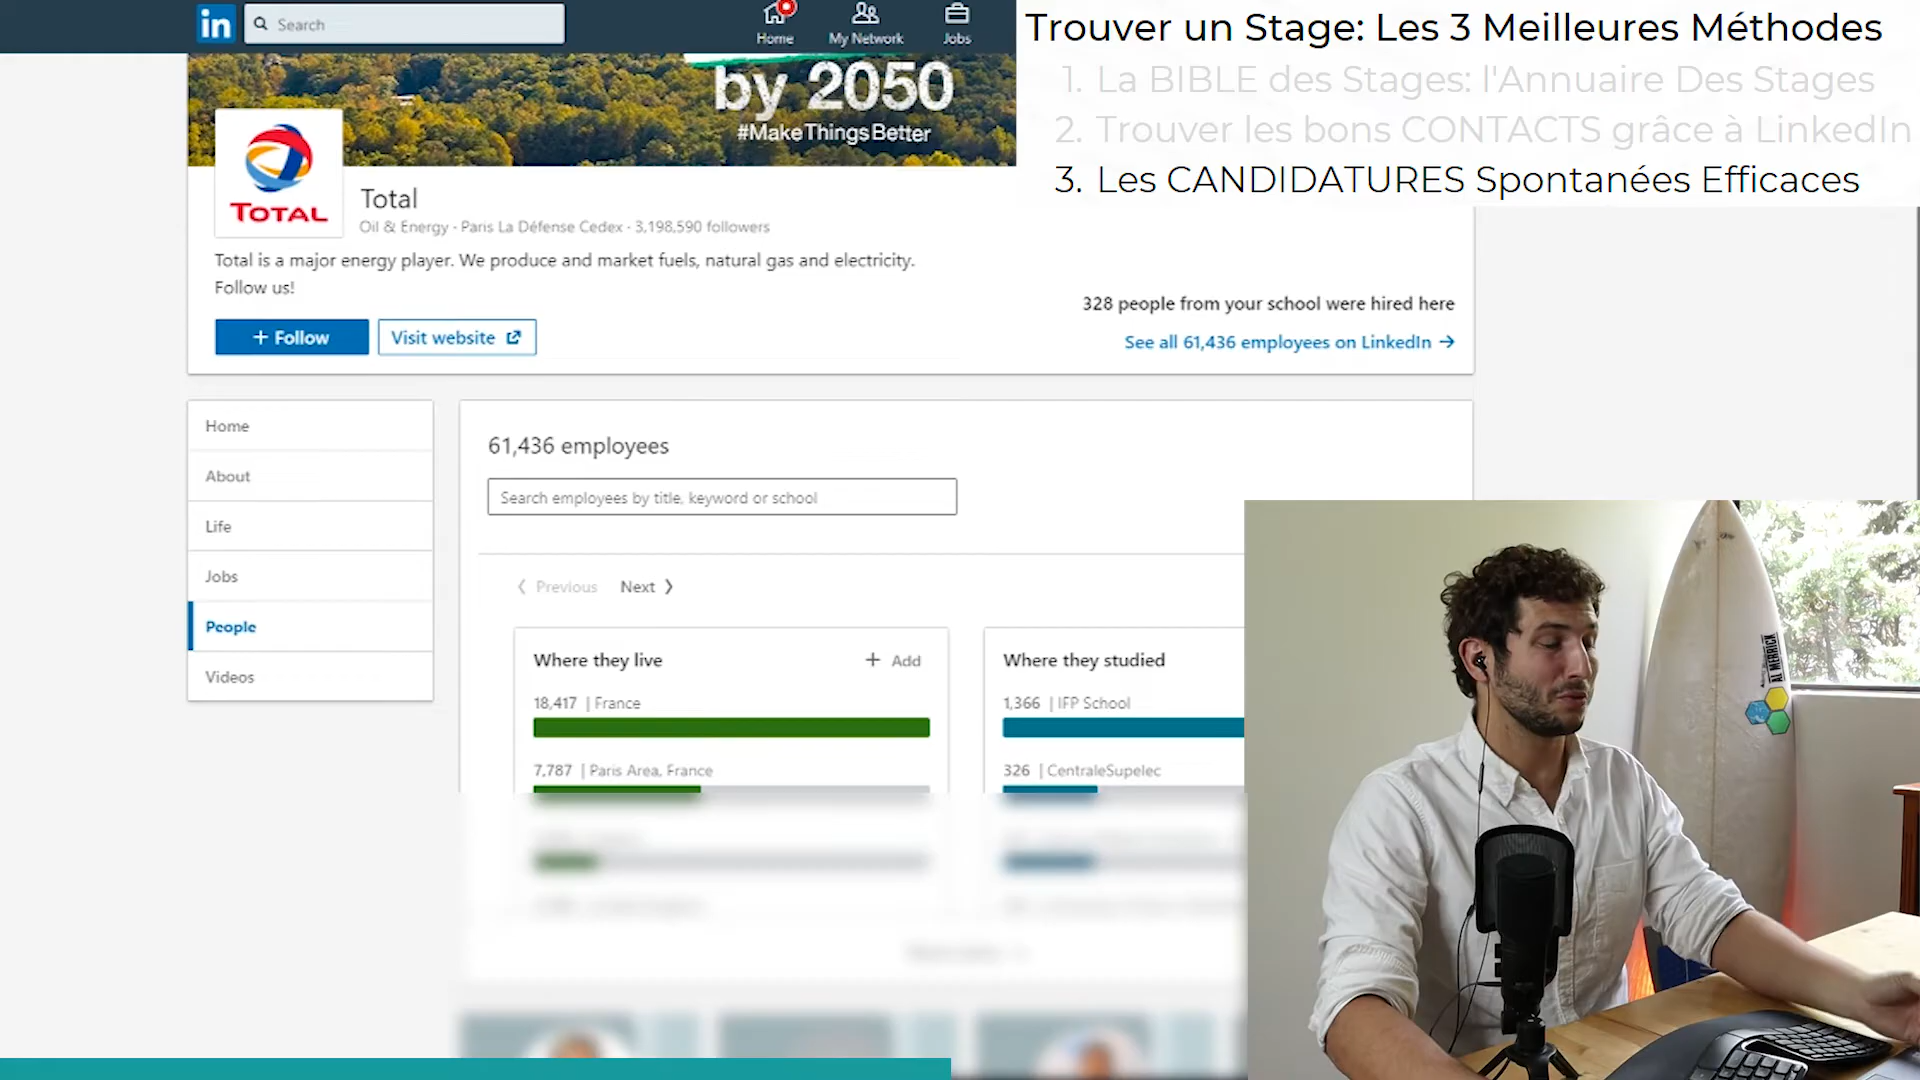 in
Search
Home
My Network
Jobs
Trouver un Stage: Les 3 Meilleures Méthodes
1. La BIBLE des Stages: l'Annuaire Des Stages
2. Trouver les bons CONTACTS grâce à LinkedIn
3. Les CANDIDATURES Spontanées Efficaces
by 2050
#MakeThingsBetter
TOTAL
Total
Oil & Energy - Paris La Défense Cedex - 3,198,590 followers
Total is a major energy player. We produce and market fuels, natural gas and electricity.
Follow us!
+ Follow
Visit website
328 people from your school were hired here
See all 61,436 employees on LinkedIn →
Home
About
Life
Jobs
People
Videos
61,436 employees
Search employees by title, keyword or school
Previous
Next
Where they live
+ Add
18,417 | France
7,787 | Paris Area, France
Where they studied
1,366 | IFP School
326 | CentraleSupelec
AL MERRICK